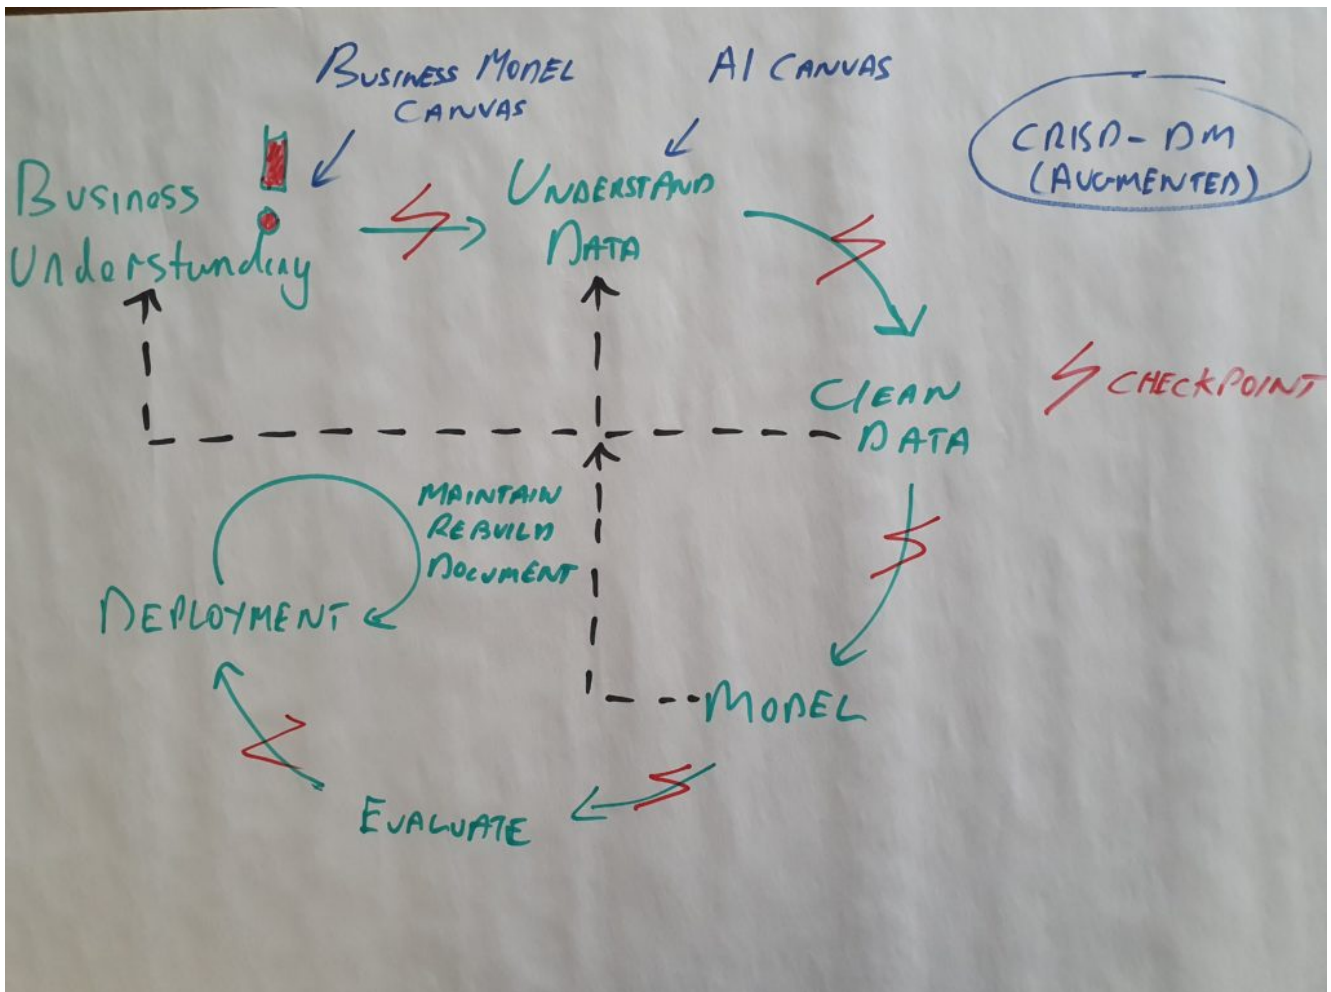 BUSINESS MODEL
CANVAS
AI CANVAS
CRISP-DM
(AUGMENTED)
Business
Understanding
UNDERSTAND
DATA
CLEAN
DATA
CHECKPOINT
MAINTAIN
REBUILD
DOCUMENT
DEPLOYMENT
MODEL
EVALUATE